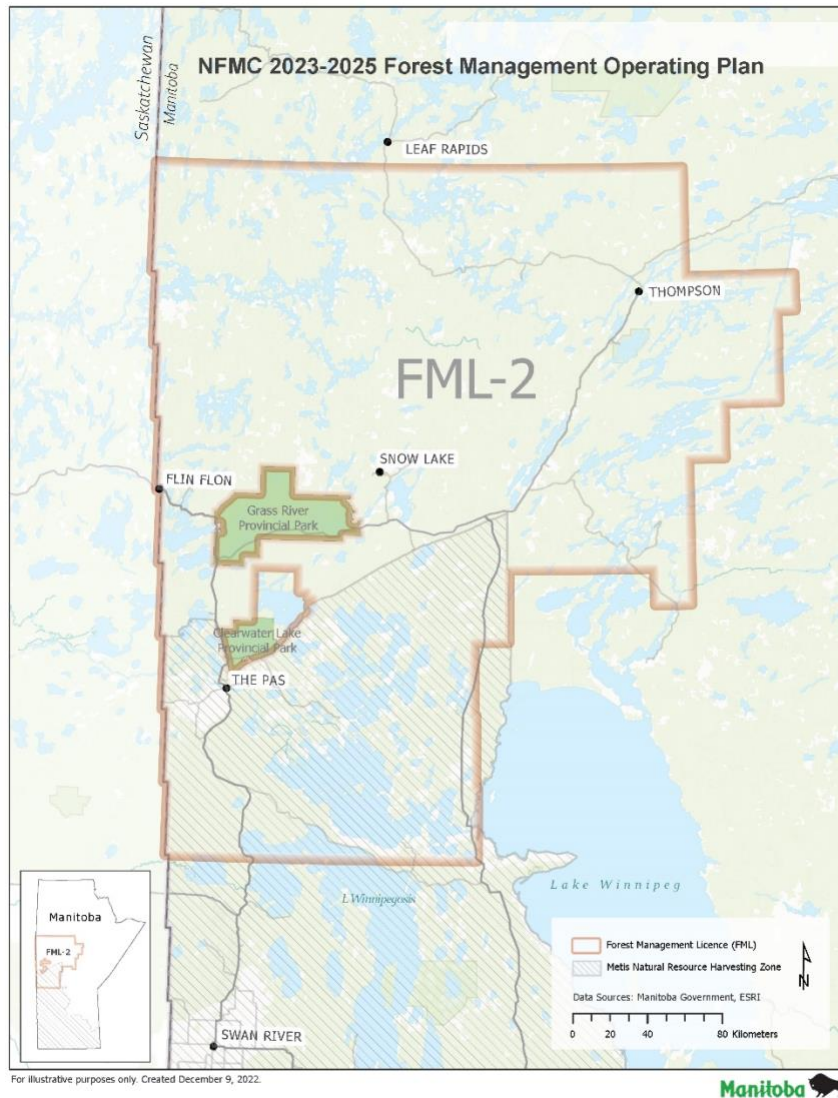 NFMC 2023-2025 Forest Management Operating Plan
Saskatchewan
Manitoba
LEAF RAPIDS
THOMPSON
FML-2
SNOW LAKE
FLIN FLON
Grass River
Provincial Park
Clearwater Lake
Provincial Park
THE PAS
L Winnipegosis
Lake Winnipeg
Manitoba
FML-2
Forest Management Licence (FML)
Metis Natural Resource Harvesting Zone
N
Data Sources: Manitoba Government, ESRI
0 20 40 80 Kilometers
SWAN RIVER
For illustrative purposes only. Created December 9, 2022.
Manitoba